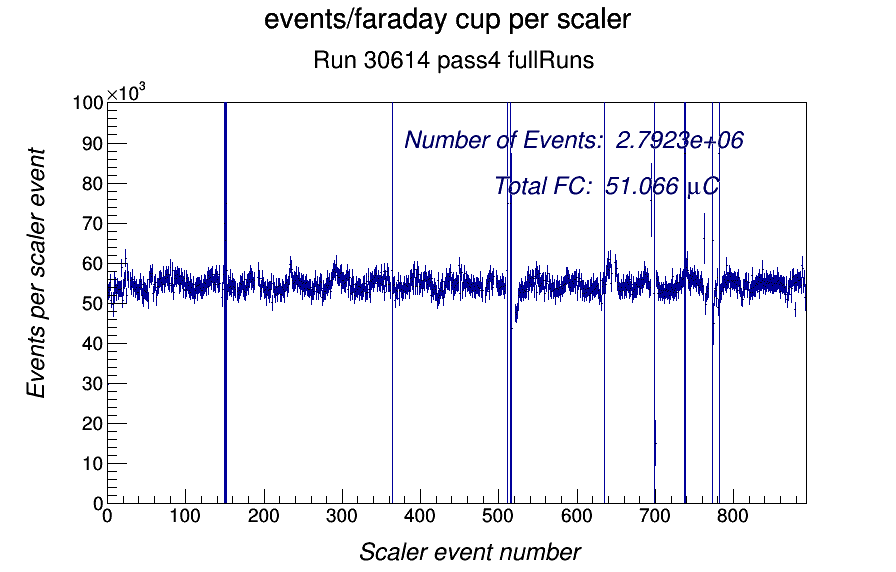 events/faraday cup per scaler
Run 30614 pass4 fullRuns
×10³
100
90
80
70
60
50
40
30
20
10
0
Events per scaler event
Number of Events: 2.7923e+06
Total FC: 51.066 μC
0 100 200 300 400 500 600 700 800
Scaler event number